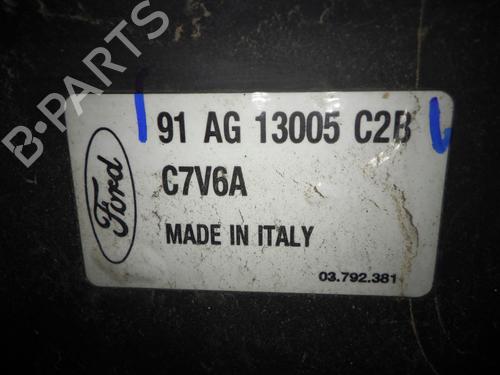 B-PARTS
91 AG 13005 C2B
C7V6A
Ford
MADE IN ITALY
03.792.381